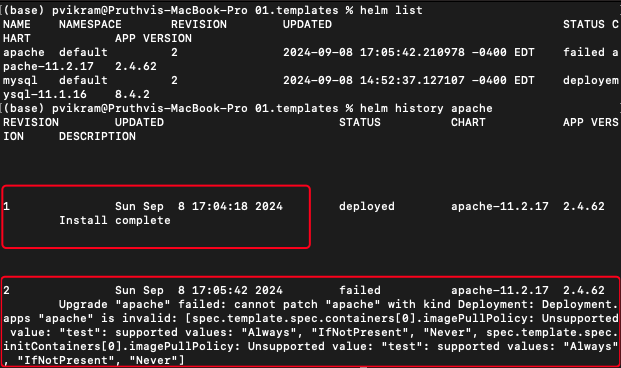 [(base) pvikram@Pruthvis-MacBook-Pro 01.templates % helm list
NAME NAMESPACE REVISION UPDATED STATUS C
HART APP VERSION
apache default 2 2024-09-08 17:05:42.210978 -0400 EDT failed a
pache-11.2.17 2.4.62
mysql default 2 2024-09-08 14:52:37.127107 -0400 EDT deployem
ysql-11.1.16 8.4.2
[(base) pvikram@Pruthvis-MacBook-Pro 01.templates % helm history apache
REVISION UPDATED STATUS CHART APP VERS
ION DESCRIPTION
1 Sun Sep 8 17:04:18 2024 deployed apache-11.2.17 2.4.62
Install complete
2 Sun Sep 8 17:05:42 2024 failed apache-11.2.17 2.4.62
Upgrade "apache" failed: cannot patch "apache" with kind Deployment: Deployment.
apps "apache" is invalid: [spec.template.spec.containers[0].imagePullPolicy: Unsupported
value: "test": supported values: "Always", "IfNotPresent", "Never", spec.template.spec.
initContainers[0].imagePullPolicy: Unsupported value: "test": supported values: "Always"
, "IfNotPresent", "Never"]